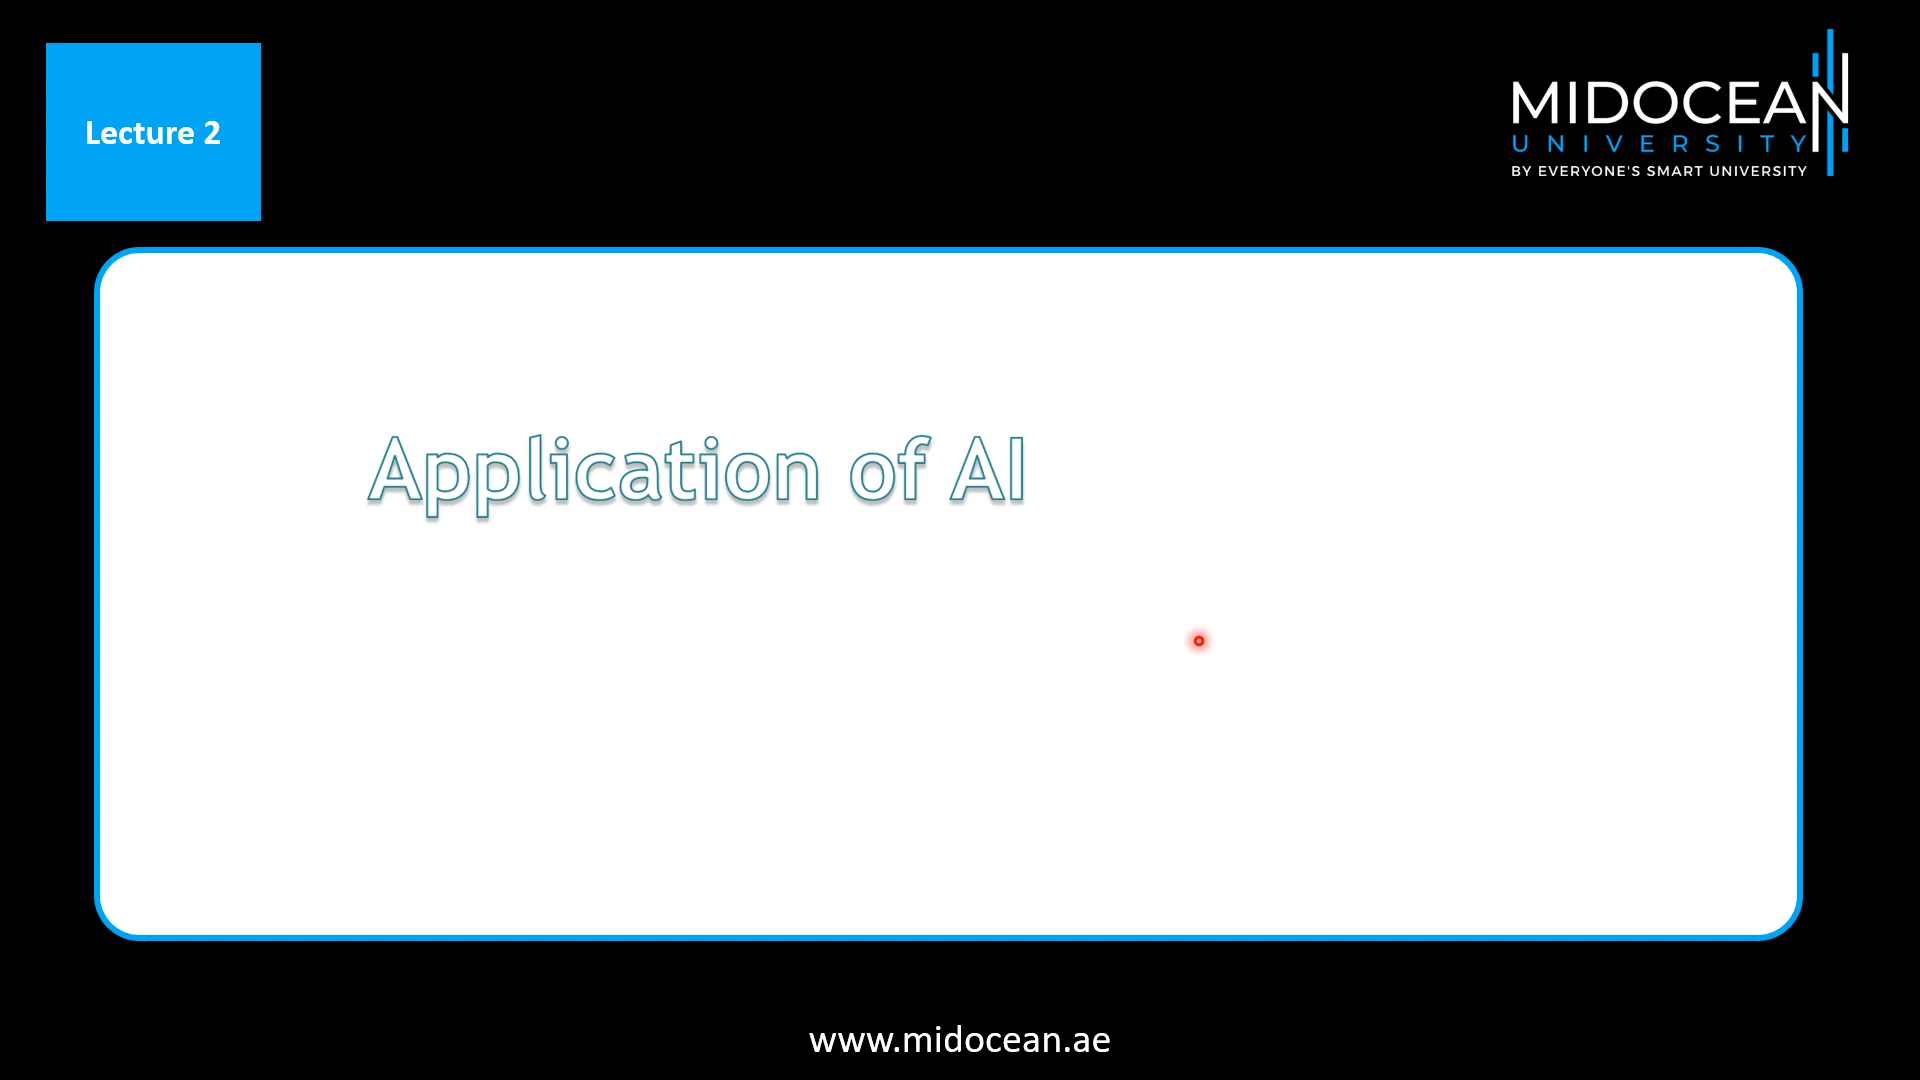 Lecture 2
MIDOCEAN
UNIVERSITY
BY EVERYONE'S SMART UNIVERSITY
Application of AI
www.midocean.ae